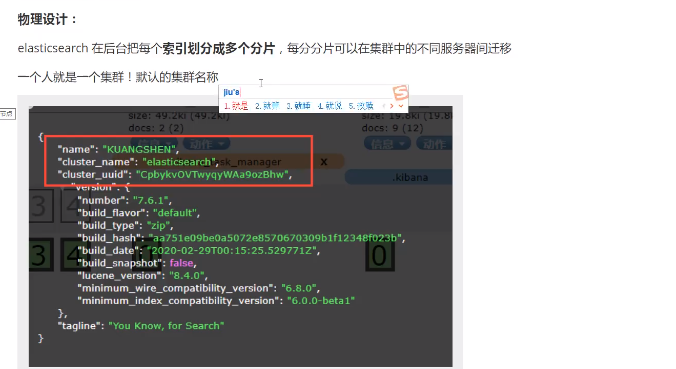 物理设计：
elasticsearch 在后台把每个索引划分成多个分片，每分分片可以在集群中的不同服务器间迁移
一个人就是一个集群！默认的集群名称
jiu's
1. 就是 2. 就算 3. 就睡 4. 就说 5. 
节点
size: 49.2ki (49.2ki)
docs: 2 (2)
信息 动作
size: 19.8ki (19.8k
docs: 9 (12)
信息 动作
sk_manager X
.kibana
3 4
3 4 0
{
"name": "KUANGSHEN",
"cluster_name": "elasticsearch",
"cluster_uuid": "CpbykvOVTwyqyWAa9ozBhw",
"version": {
"number": "7.6.1",
"build_flavor": "default",
"build_type": "zip",
"build_hash": "aa751e09be0a5072e8570670309b1f12348f023b",
"build_date": "2020-02-29T00:15:25.529771Z",
"build_snapshot": false,
"lucene_version": "8.4.0",
"minimum_wire_compatibility_version": "6.8.0",
"minimum_index_compatibility_version": "6.0.0-beta1"
},
"tagline": "You Know, for Search"
}